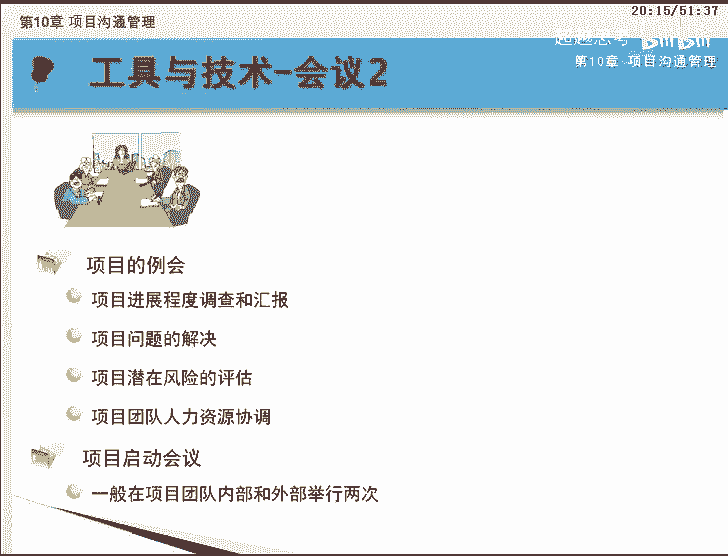 第10章 项目沟通管理
20:15/51:37
bilibili
第10章 项目沟通管理
工具与技术-会议2
项目的例会
项目进展程度调查和汇报
项目问题的解决
项目潜在风险的评估
项目团队人力资源协调
项目启动会议
一般在项目团队内部和外部举行两次